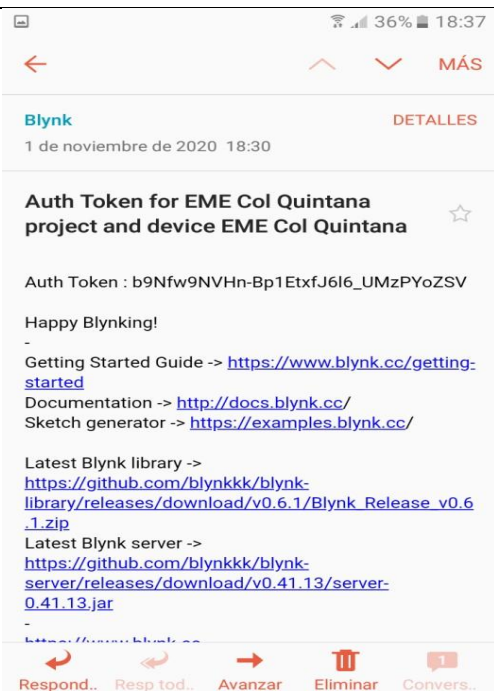 36% 18:37
MÁS
Blynk DETALLES
1 de noviembre de 2020 18:30
Auth Token for EME Col Quintana
project and device EME Col Quintana
Auth Token : b9Nfw9NVHn-Bp1EtxfJ6l6_UMzPYoZSV
Happy Blynking!
-
Getting Started Guide -> https://www.blynk.cc/getting-
started
Documentation -> http://docs.blynk.cc/
Sketch generator -> https://examples.blynk.cc/
Latest Blynk library ->
https://github.com/blynkkk/blynk-
library/releases/download/v0.6.1/Blynk_Release_v0.6
.1.zip
Latest Blynk server ->
https://github.com/blynkkk/blynk-
server/releases/download/v0.41.13/server-
0.41.13.jar
-
Respond.. Resp tod.. Avanzar Eliminar Convers..